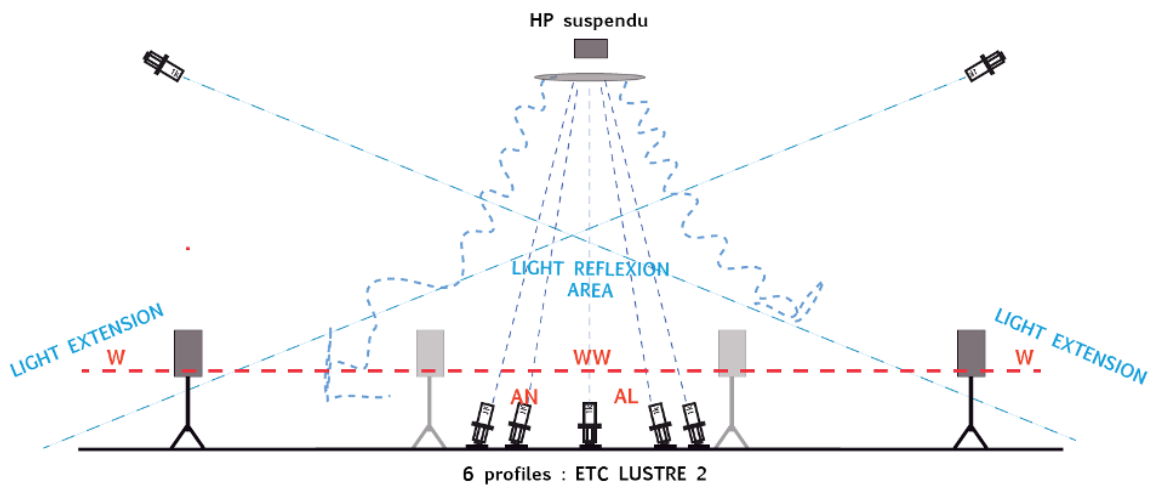 HP suspendu
LIGHT REFLEXION
AREA
LIGHT EXTENSION
LIGHT EXTENSION
W
WW
W
AN
AL
6 profiles : ETC LUSTRE 2